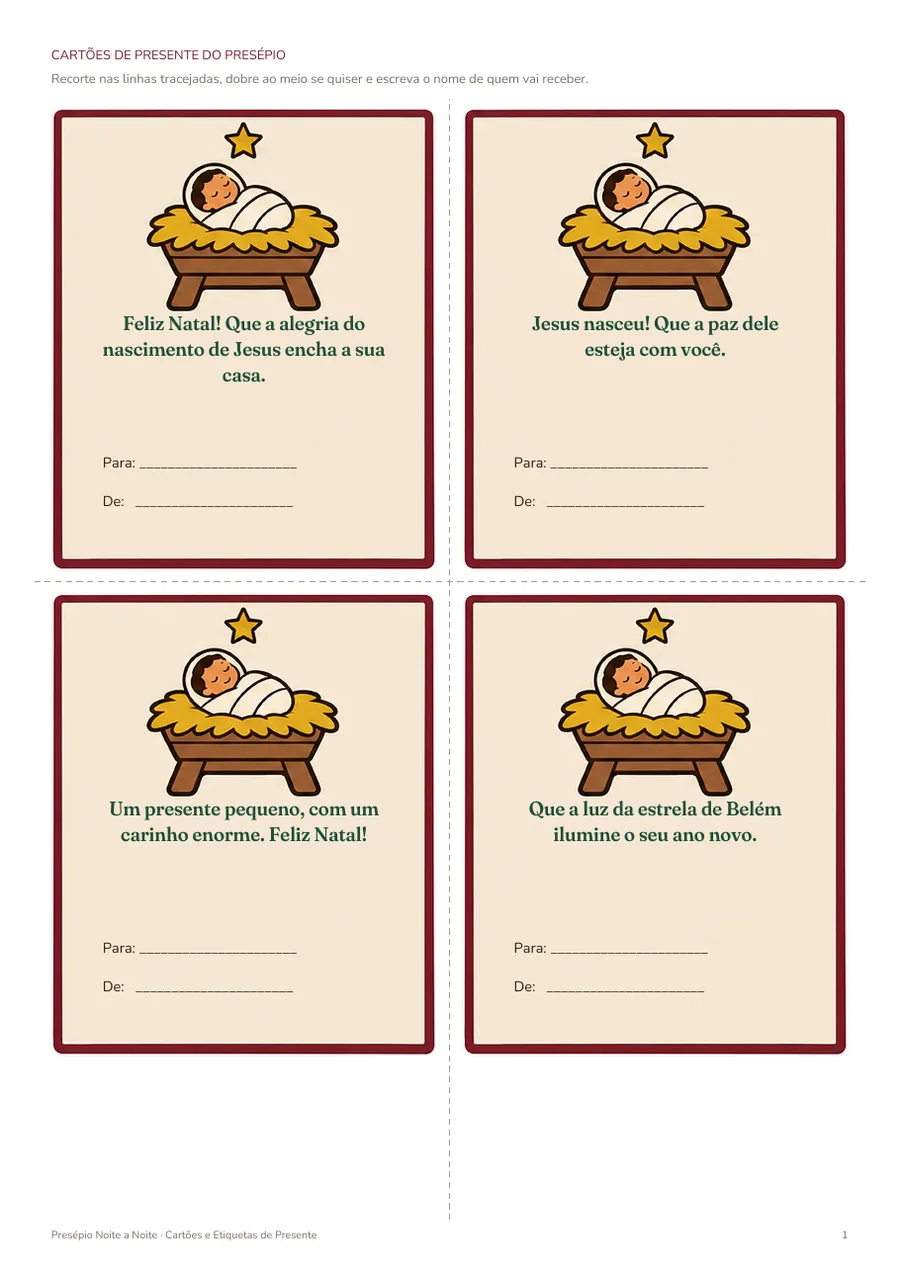 CARTÕES DE PRESENTE DO PRESÉPIO
Recorte nas linhas tracejadas, dobre ao meio se quiser e escreva o nome de quem vai receber.
Feliz Natal! Que a alegria do
nascimento de Jesus encha a sua
casa.
Para: ______________________
De: ______________________
Jesus nasceu! Que a paz dele
esteja com você.
Para: ______________________
De: ______________________
Um presente pequeno, com um
carinho enorme. Feliz Natal!
Para: ______________________
De: ______________________
Que a luz da estrela de Belém
ilumine o seu ano novo.
Para: ______________________
De: ______________________
Presépio Noite a Noite · Cartões e Etiquetas de Presente
1